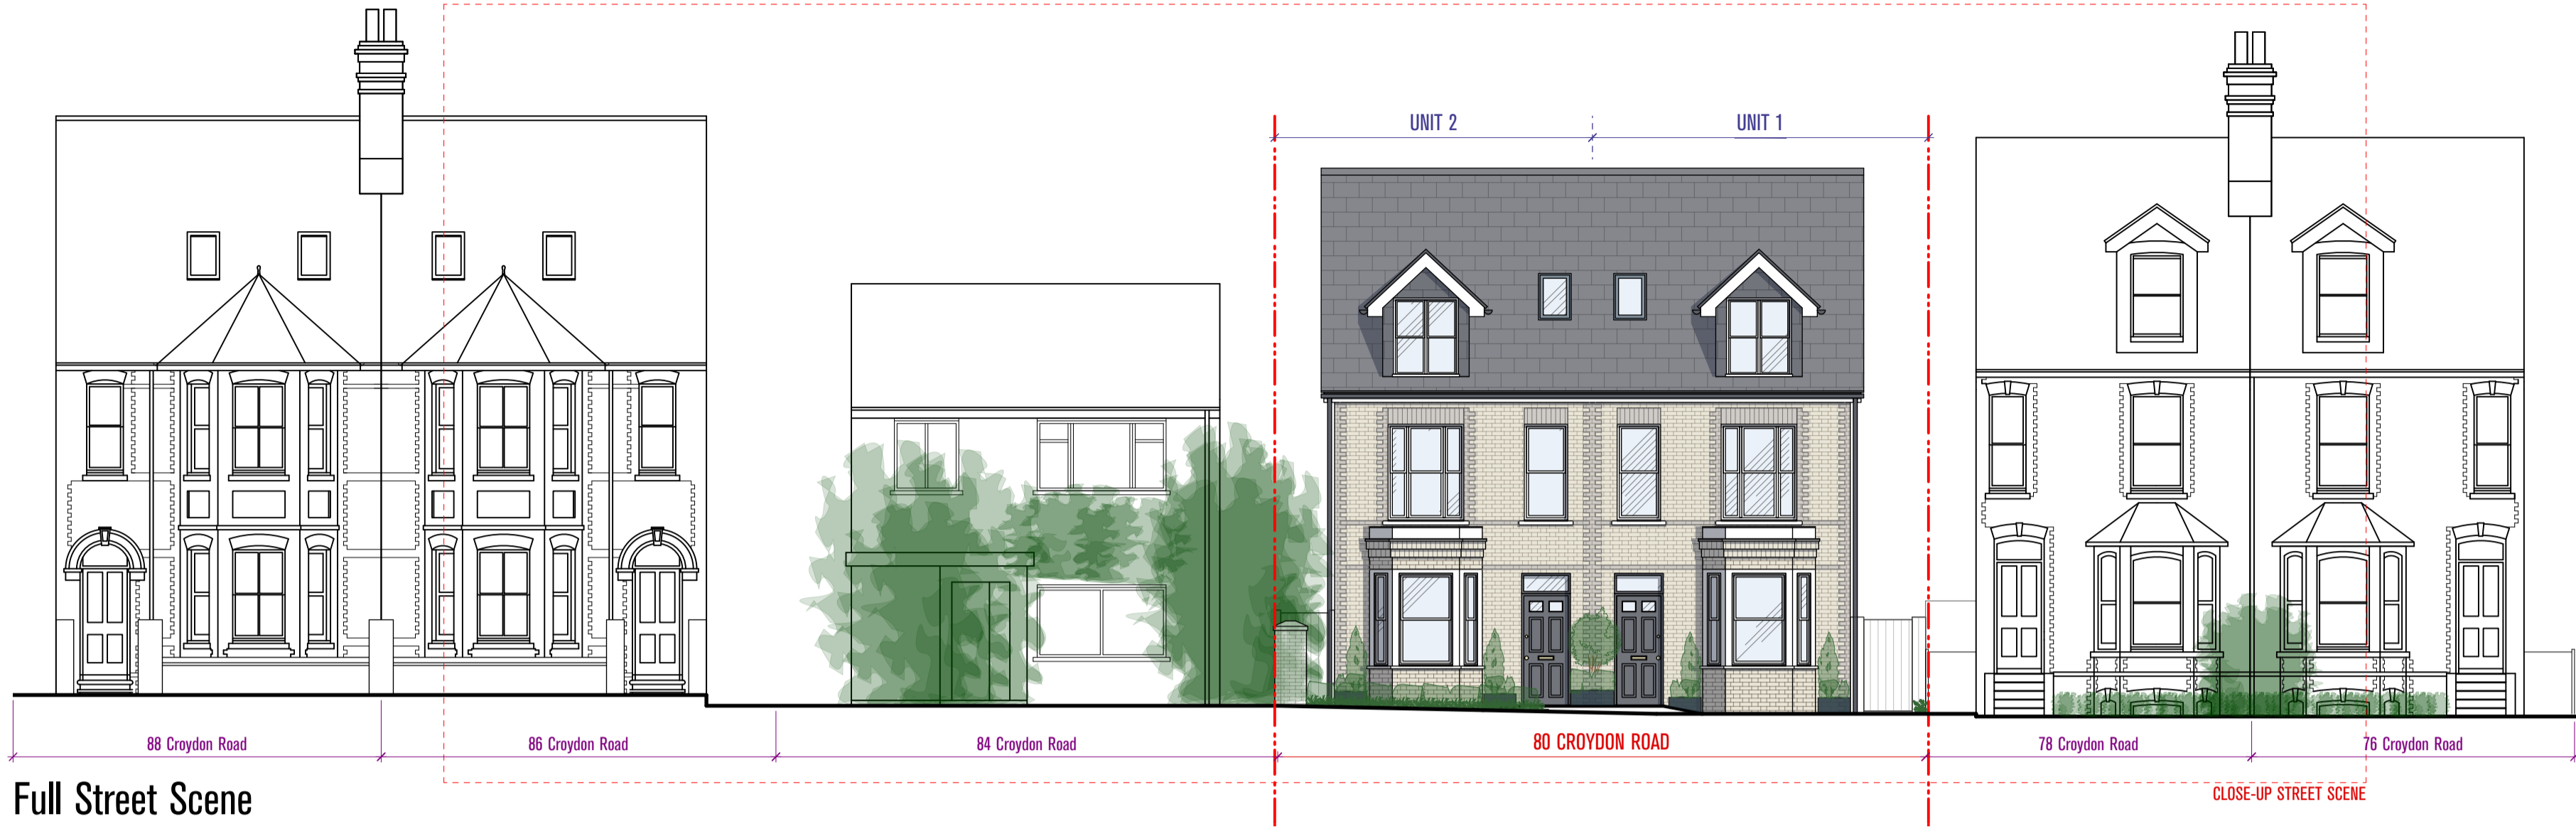 UNIT 2
UNIT 1
88 Croydon Road
86 Croydon Road
84 Croydon Road
80 CROYDON ROAD
78 Croydon Road
76 Croydon Road
Full Street Scene
CLOSE-UP STREET SCENE